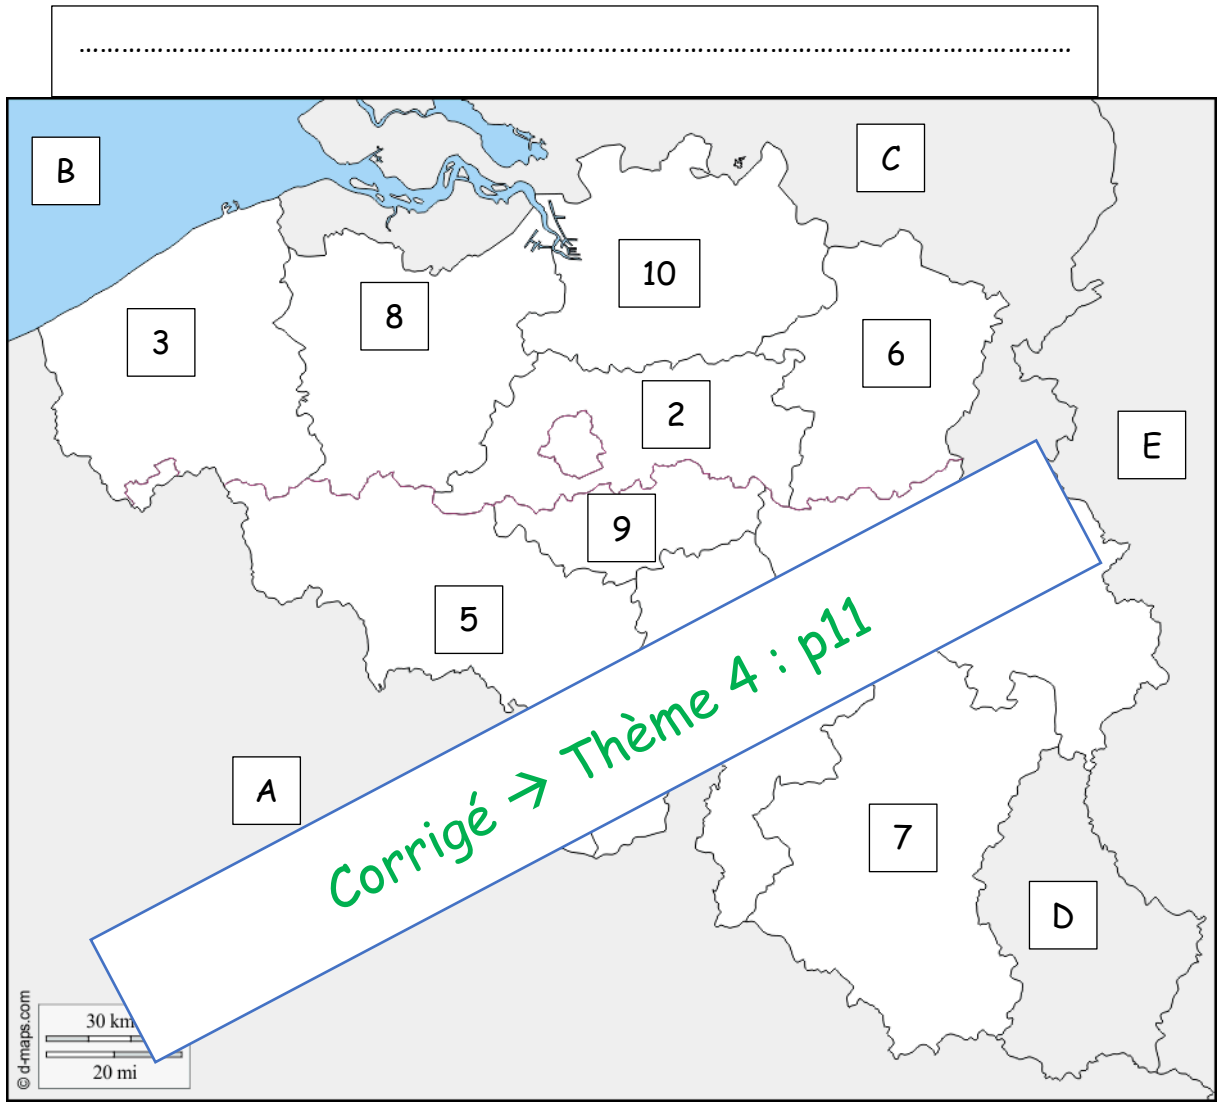 ……………………………………………………………………………………………………………………
B
C
10
8
3
6
2
E
9
5
Corrigé → Thème 4 : p11
A
7
D
30 km
20 mi
© d-maps.com